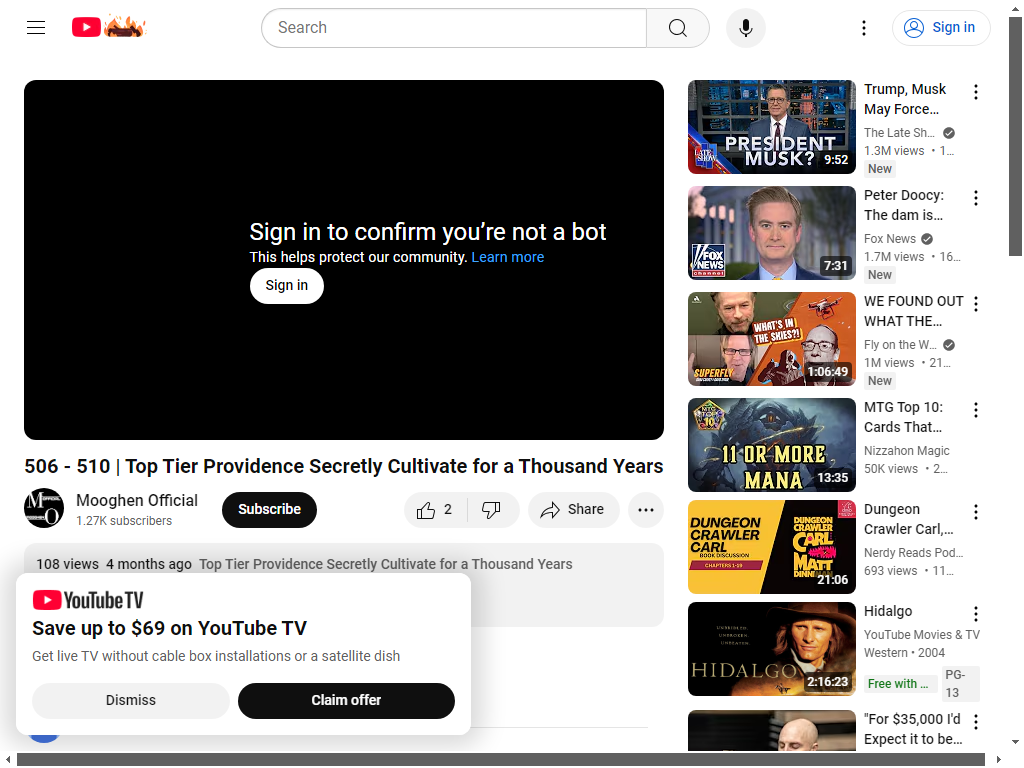 Search
Sign in
Sign in to confirm you're not a bot
This helps protect our community. Learn more
Sign in
506 - 510 | Top Tier Providence Secretly Cultivate for a Thousand Years
Mooghen Official
1.27K subscribers
Subscribe
2
Share
108 views 4 months ago Top Tier Providence Secretly Cultivate for a Thousand Years
YouTube TV
Save up to $69 on YouTube TV
Get live TV without cable box installations or a satellite dish
Dismiss
Claim offer
LATE SHOW
PRESIDENT
MUSK?
9:52
Trump, Musk
May Force…
The Late Sh…
1.3M views • 1…
New
FOX
NEWS
channel
7:31
Peter Doocy:
The dam is…
Fox News
1.7M views • 16…
New
WHAT'S IN
THE SKIES?!
SUPERFLY
1:06:49
WE FOUND OUT
WHAT THE…
Fly on the W…
1M views • 21…
New
MTG
TOP
10
11 OR MORE
MANA
13:35
MTG Top 10:
Cards That…
Nizzahon Magic
50K views • 2…
DUNGEON
CRAWLER
CARL
BOOK DISCUSSION
CHAPTERS 1-19
DUNGEON
CRAWLER
CARL
MATT
DINNIMAN
21:06
Dungeon
Crawler Carl,…
Nerdy Reads Pod…
693 views • 11…
UNBROKEN.
UNBEATEN.
HIDALGO
2:16:23
Hidalgo
YouTube Movies & TV
Western • 2004
Free with …
PG-
13
"For $35,000 I'd
Expect it to be…